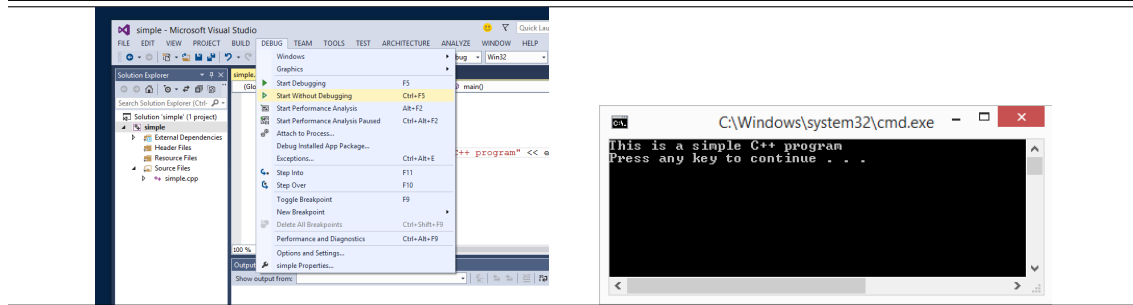 simple - Microsoft Visual Studio
Quick Lau
FILE EDIT VIEW PROJECT BUILD DEBUG TEAM TOOLS TEST ARCHITECTURE ANALYZE WINDOW HELP
bug Win32
Solution Explorer
Search Solution Explorer (Ctrl-
Solution 'simple' (1 project)
simple
External Dependencies
Header Files
Resource Files
Source Files
simple.cpp
simple.
(Glo
main()
C++ program" << e
100 %
Windows
Graphics
Start Debugging F5
Start Without Debugging Ctrl+F5
Start Performance Analysis Alt+F2
Start Performance Analysis Paused Ctrl+Alt+F2
Attach to Process...
Debug Installed App Package...
Exceptions... Ctrl+Alt+E
Step Into F11
Step Over F10
Toggle Breakpoint F9
New Breakpoint
Delete All Breakpoints Ctrl+Shift+F9
Performance and Diagnostics Ctrl+Alt+F9
Options and Settings...
simple Properties...
Output
Show output from:
C:\Windows\system32\cmd.exe
This is a simple C++ program
Press any key to continue . . .